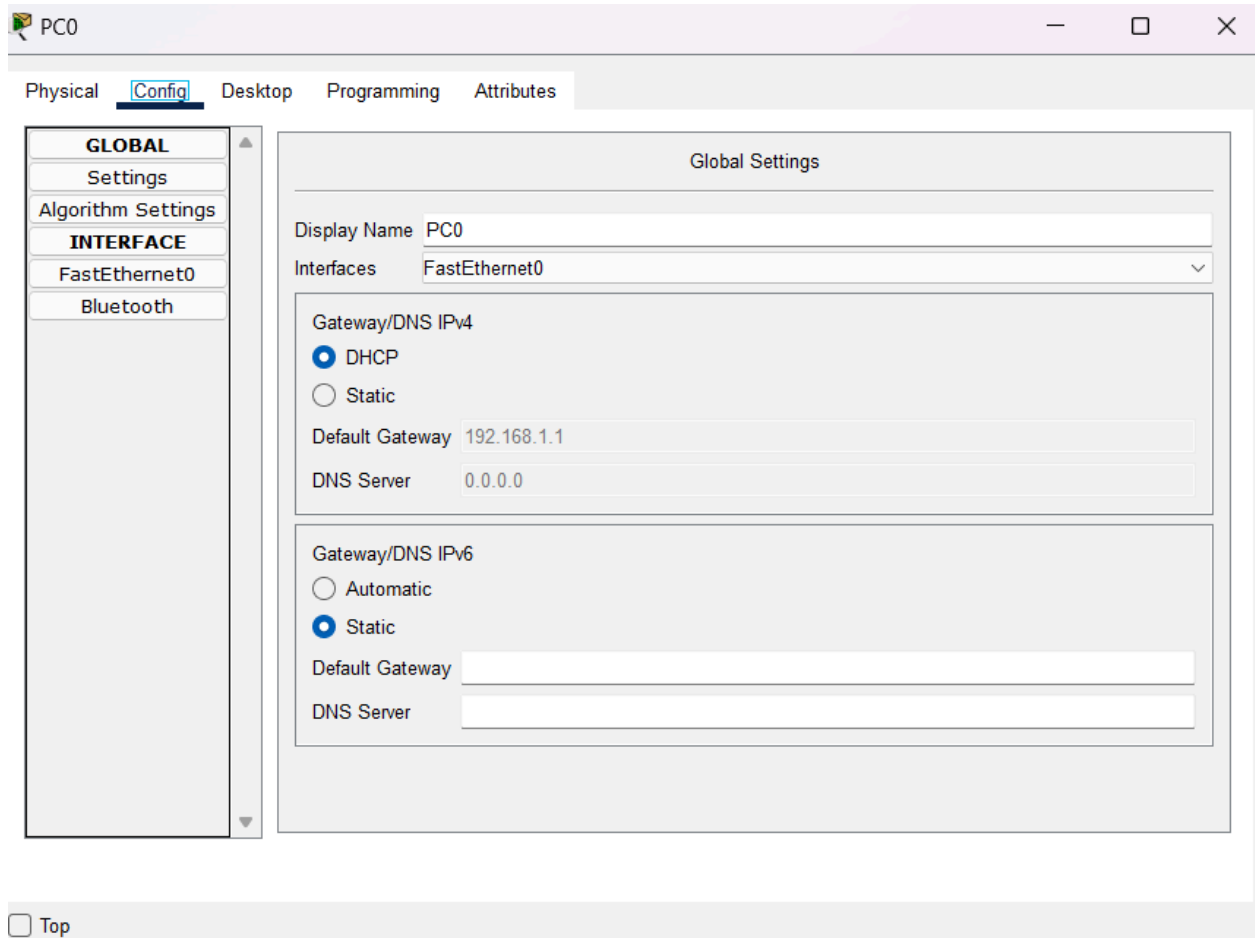 PC0
Physical Config Desktop Programming Attributes
GLOBAL
Settings
Algorithm Settings
INTERFACE
FastEthernet0
Bluetooth
Global Settings
Display Name PC0
Interfaces FastEthernet0
Gateway/DNS IPv4
DHCP
Static
Default Gateway 192.168.1.1
DNS Server 0.0.0.0
Gateway/DNS IPv6
Automatic
Static
Default Gateway
DNS Server
Top